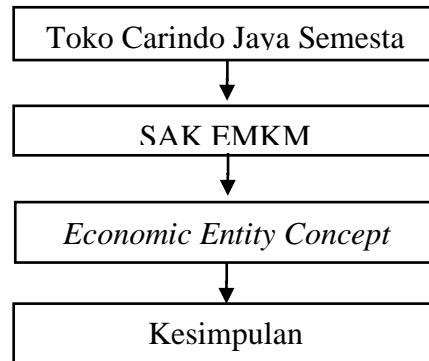 Toko Carindo Jaya Semesta
SAK EMKM
Economic Entity Concept
Kesimpulan